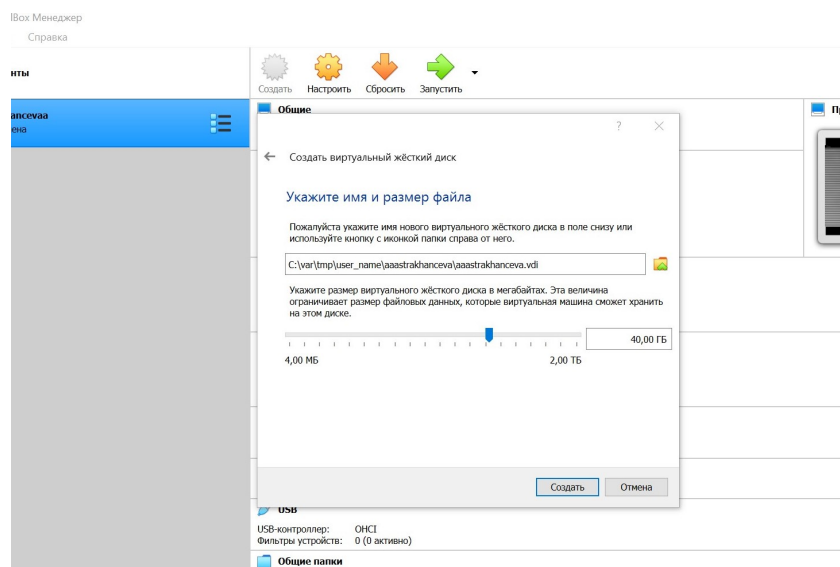 lBox Менеджер
Справка
нты
Создать Настроить Сбросить Запустить
ancevaa
ена
Общие
Пр
? ×
← Создать виртуальный жёсткий диск
Укажите имя и размер файла
Пожалуйста укажите имя нового виртуального жёсткого диска в поле снизу или
используйте кнопку с иконкой папки справа от него.
C:\var\tmp\user_name\aaastrakhanceva\aaastrakhanceva.vdi
Укажите размер виртуального жёсткого диска в мегабайтах. Эта величина
ограничивает размер файловых данных, которые виртуальная машина сможет хранить
на этом диске.
40,00 ГБ
4,00 МБ 2,00 ТБ
Создать Отмена
USB
USB-контроллер: OHCI
Фильтры устройств: 0 (0 активно)
Общие папки